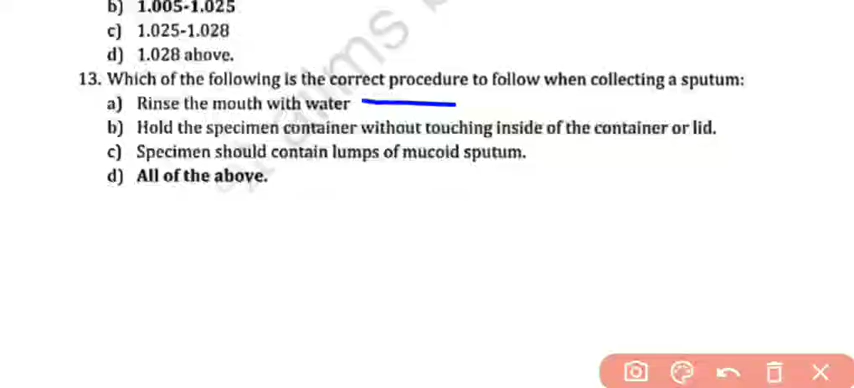 b) 1.005-1.025
c) 1.025-1.028
d) 1.028 above.
13. Which of the following is the correct procedure to follow when collecting a sputum:
a) Rinse the mouth with water
b) Hold the specimen container without touching inside of the container or lid.
c) Specimen should contain lumps of mucoid sputum.
d) All of the above.